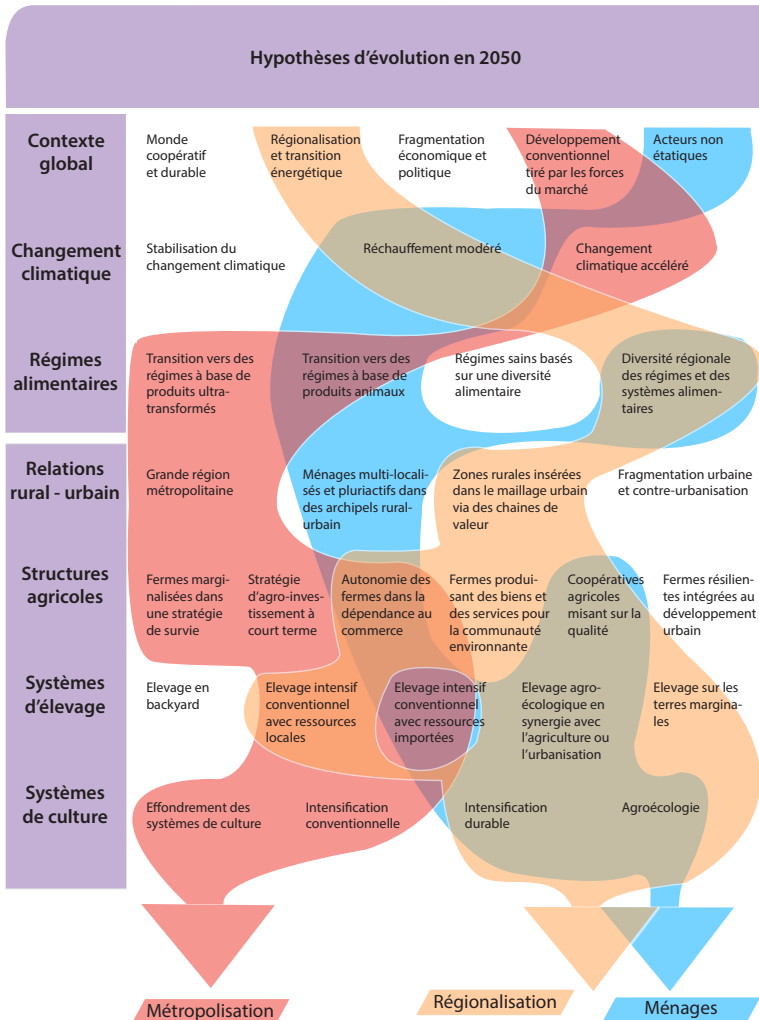 Hypothèses d'évolution en 2050
Contexte
global
Monde
coopératif
et durable
Régionalisation
et transition
énergétique
Fragmentation
économique et
politique
Développement
conventionnel
tiré par les forces
du marché
Acteurs non
étatiques
Changement
climatique
Stabilisation du
changement climatique
Réchauffement modéré
Changement
climatique accéléré
Régimes
alimentaires
Transition vers des
régimes à base de
produits ultra-
transformés
Transition vers des
régimes à base de
produits animaux
Régimes sains basés
sur une diversité
alimentaire
Diversité régionale
des régimes et des
systèmes alimen-
taires
Relations
rural - urbain
Grande région
métropolitaine
Ménages multi-locali-
sés et pluriactifs dans
des archipels rural-
urbain
Zones rurales insérées
dans le maillage urbain
via des chaines de
valeur
Fragmentation urbaine
et contre-urbanisation
Structures
agricoles
Fermes margi-
nalisées dans
une stratégie
de survie
Stratégie
d'agro-inves-
tissement à
court terme
Autonomie des
fermes dans la
dépendance au
commerce
Fermes produi-
sant des biens et
des services pour
la communauté
environnante
Coopératives
agricoles
misant sur la
qualité
Fermes résilien-
tes intégrées au
développement
urbain
Systèmes
d'élevage
Elevage en
backyard
Elevage intensif
conventionnel
avec ressources
locales
Elevage intensif
conventionnel
avec ressources
importées
Elevage agro-
écologique en
synergie avec
l'agriculture ou
l'urbanisation
Elevage sur les
terres margina-
les
Systèmes
de culture
Effondrement des
systèmes de culture
Intensification
conventionnelle
Intensification
durable
Agroécologie
Métropolisation
Régionalisation
Ménages